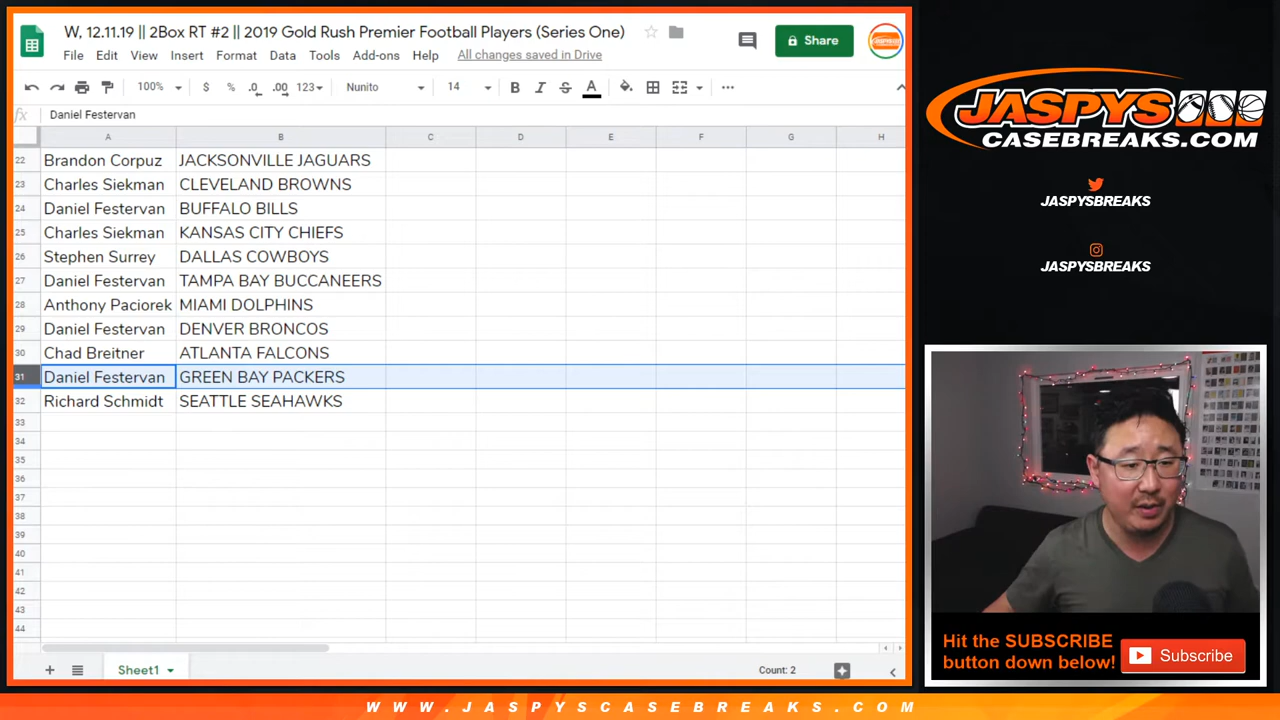 W, 12.11.19 || 2Box RT #2 || 2019 Gold Rush Premier Football Players (Series One)
File Edit View Insert Format Data Tools Add-ons Help All changes saved in Drive
Share
100% $ % .0 .00 123 Nunito 14 B I S A
fx Daniel Festervan
A B C D E F G H
22 Brandon Corpuz JACKSONVILLE JAGUARS
23 Charles Siekman CLEVELAND BROWNS
24 Daniel Festervan BUFFALO BILLS
25 Charles Siekman KANSAS CITY CHIEFS
26 Stephen Surrey DALLAS COWBOYS
27 Daniel Festervan TAMPA BAY BUCCANEERS
28 Anthony Paciorek MIAMI DOLPHINS
29 Daniel Festervan DENVER BRONCOS
30 Chad Breitner ATLANTA FALCONS
31 Daniel Festervan GREEN BAY PACKERS
32 Richard Schmidt SEATTLE SEAHAWKS
33
34
35
36
37
38
39
40
41
42
43
44
Sheet1
Count: 2
JASPYS
CASEBREAKS.COM
JASPYSBREAKS
JASPYSBREAKS
Hit the SUBSCRIBE
button down below!
Subscribe
WWW.JASPYSCASEBREAKS.COM